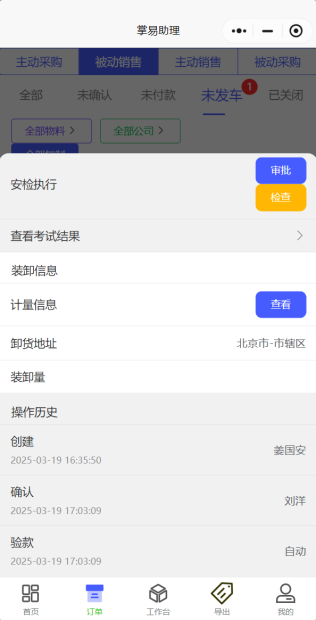 掌易助理
主动采购 被动销售 主动销售 被动采购
全部 未确认 未付款 未发车 1 已关闭
全部物料 全部公司
安检执行 审批
检查
查看考试结果
装卸信息
计量信息 查看
卸货地址 北京市-市辖区
装卸量
操作历史
创建
2025-03-19 16:35:50 姜国安
确认
2025-03-19 17:03:09 刘洋
验款
2025-03-19 17:03:09 自动
首页 订单 工作台 导出 我的